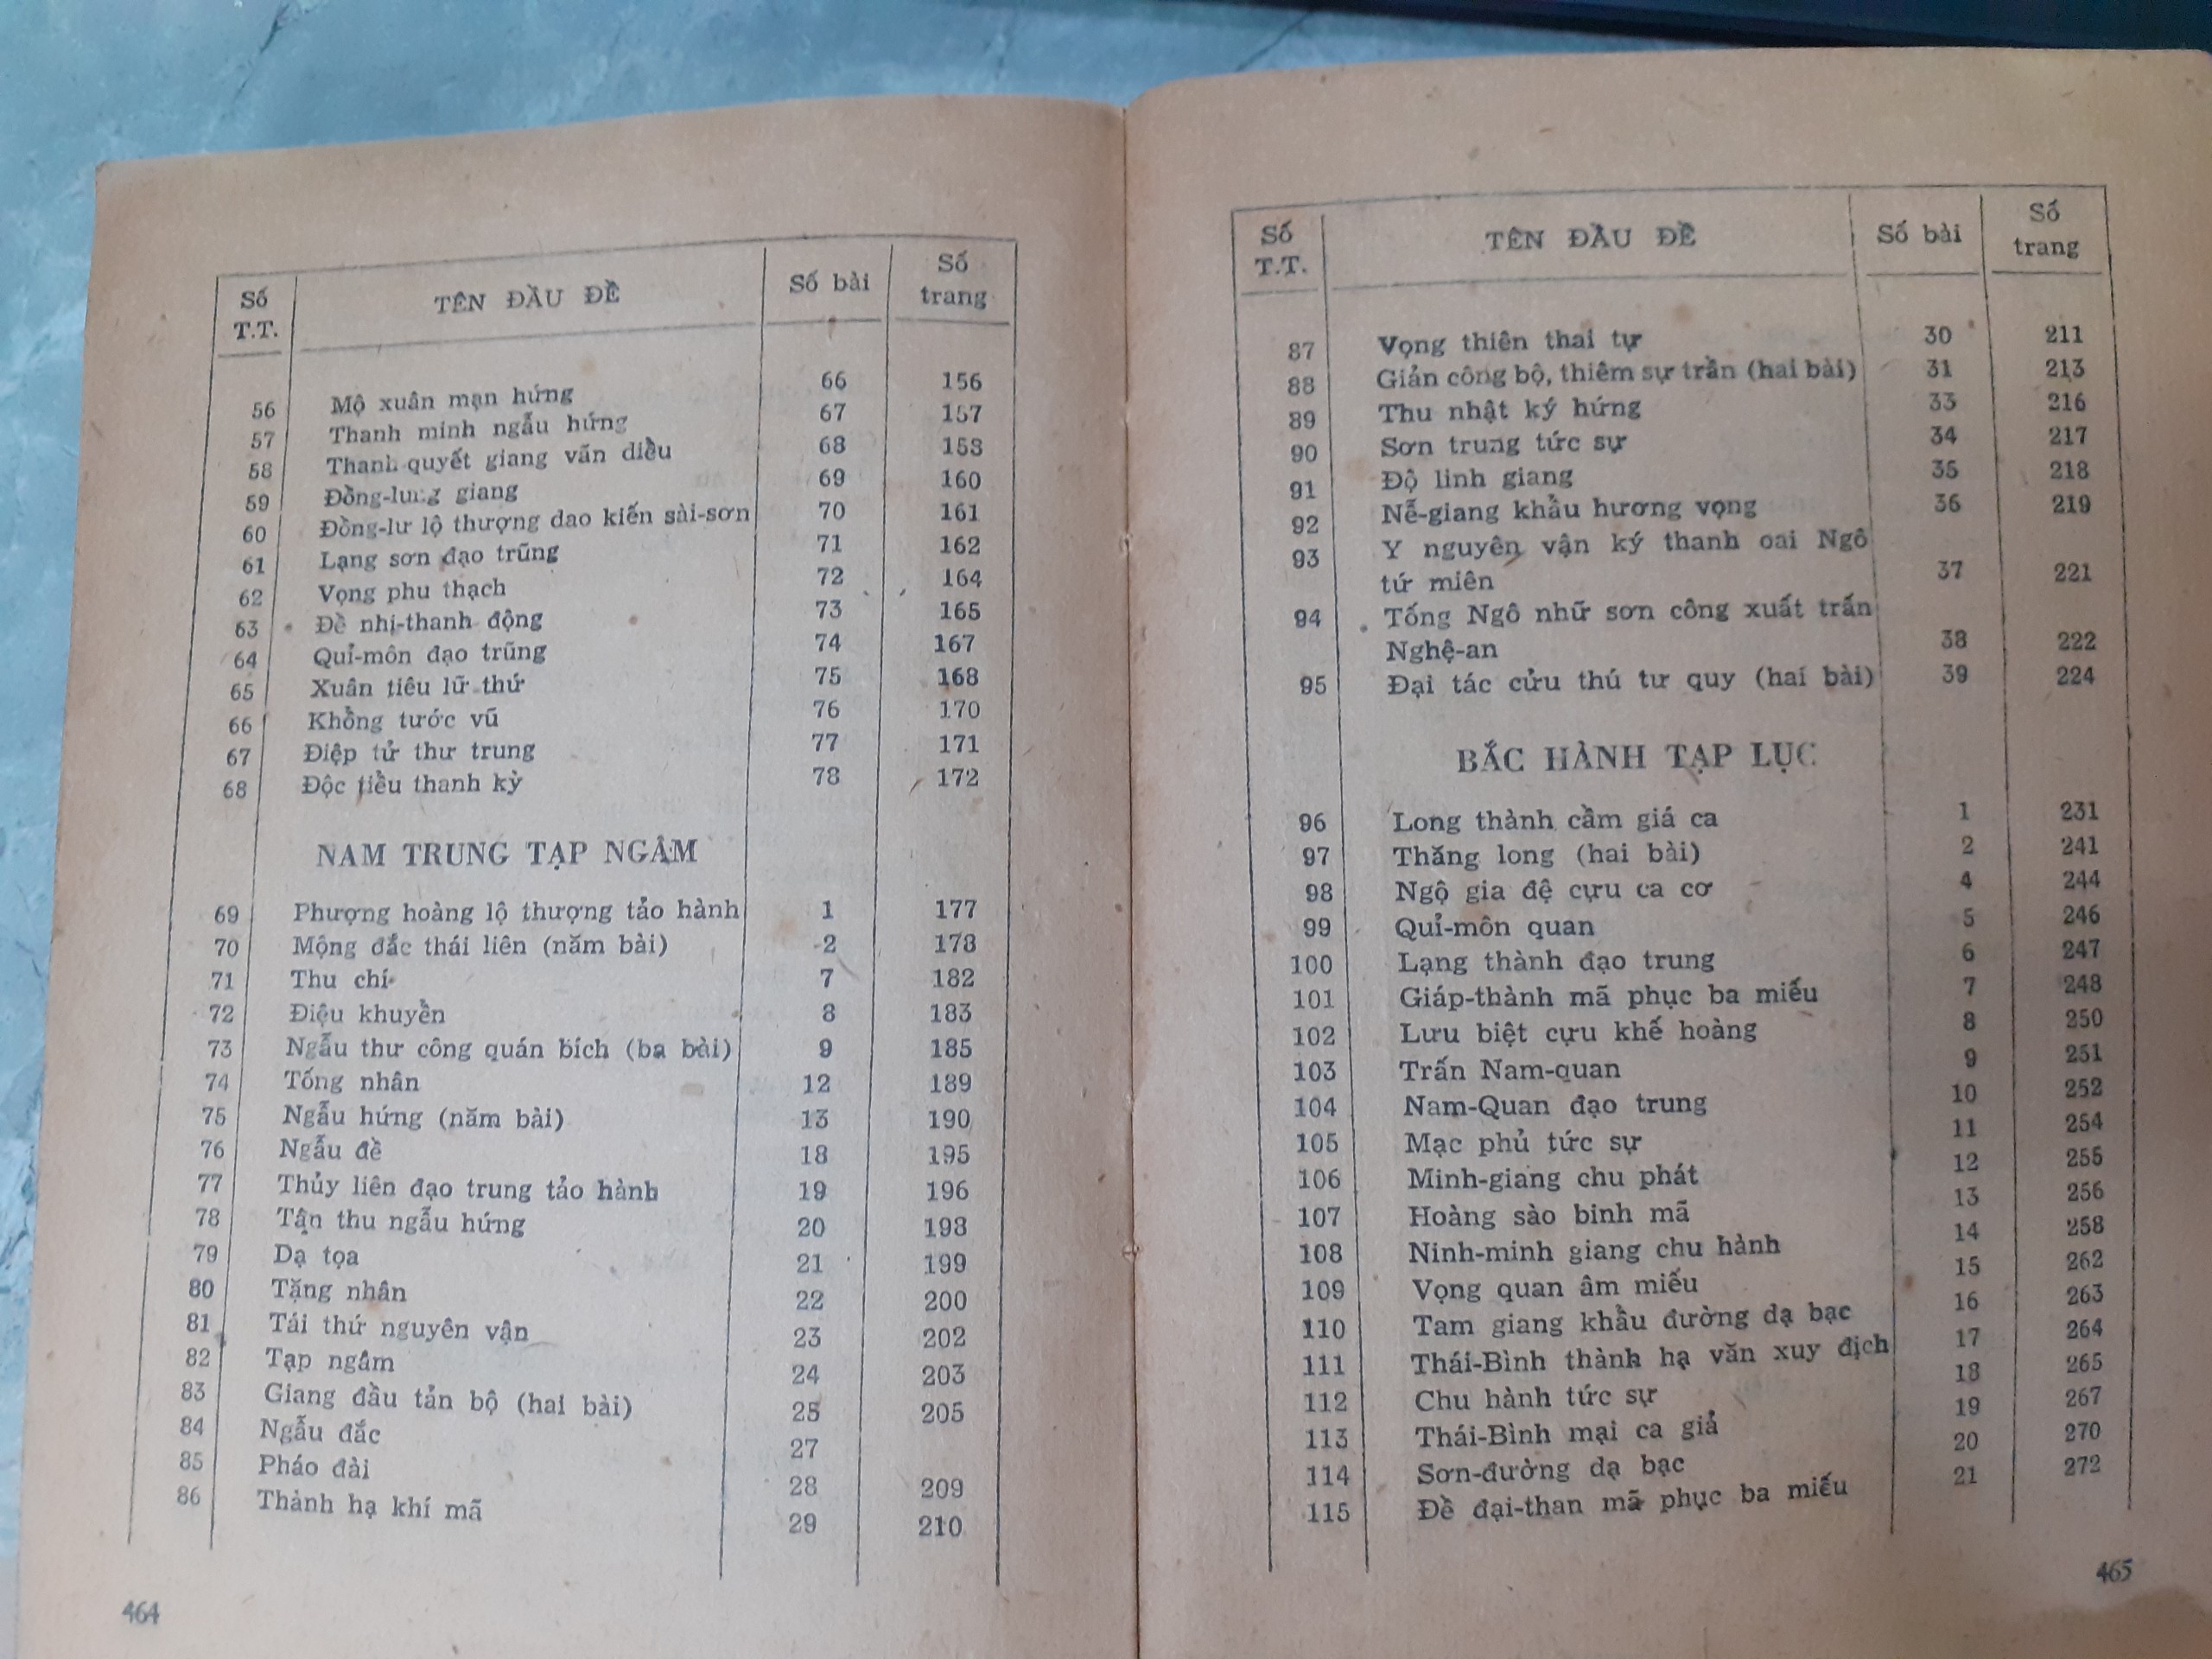 Số T.T. TÊN ĐẦU ĐỀ Số bài Số trang
56 Mộ xuân mạn hứng 66 156
57 Thanh minh ngẫu hứng 67 157
58 Thanh quyết giang vãn diều 68 158
59 Đồng-lung giang 69 160
60 Đồng-lư lộ thượng dao kiến sài-sơn 70 161
61 Lạng sơn đạo trũng 71 162
62 Vọng phu thạch 72 164
63 Đề nhị-thanh động 73 165
64 Quỉ-môn đạo trũng 74 167
65 Xuân tiêu lữ thứ 75 168
66 Khổng tước vũ 76 170
67 Điệp tử thư trung 77 171
68 Độc tiểu thanh ký 78 172
NAM TRUNG TẠP NGÂM
69 Phượng hoàng lộ thượng tảo hành 1 177
70 Mộng đắc thái liên (năm bài) 2 178
71 Thu chí 7 182
72 Điệu khuyển 8 183
73 Ngẫu thư công quán bích (ba bài) 9 185
74 Tống nhân 12 189
75 Ngẫu hứng (năm bài) 13 190
76 Ngẫu đề 18 195
77 Thủy liên đạo trung tảo hành 19 196
78 Tân thu ngẫu hứng 20 198
79 Dạ tọa 21 199
80 Tặng nhân 22 200
81 Tái thứ nguyên vận 23 202
82 Tạp ngâm 24 203
83 Giang đầu tản bộ (hai bài) 25 205
84 Ngẫu đắc 27
85 Pháo đài 28 209
86 Thành hạ khí mã 29 210
464
Số T.T. TÊN ĐẦU ĐỀ Số bài Số trang
87 Vọng thiên thai tự 30 211
88 Giản công bộ, thiêm sự trần (hai bài) 31 213
89 Thu nhật ký hứng 33 216
90 Sơn trung tức sự 34 217
91 Độ linh giang 35 218
92 Nễ-giang khẩu hương vọng 36 219
93 Y nguyên vận ký thanh oai Ngô
tứ miên 37 221
94 Tống Ngô nhữ sơn công xuất trấn
Nghệ-an 38 222
95 Đại tác cửu thú tư quy (hai bài) 39 224
BẮC HÀNH TẠP LỤC
96 Long thành cầm giá ca 1 231
97 Thăng long (hai bài) 2 241
98 Ngộ gia đệ cựu ca cơ 4 244
99 Quỉ-môn quan 5 246
100 Lạng thành đạo trung 6 247
101 Giáp-thành mã phục ba miếu 7 248
102 Lưu biệt cựu khế hoàng 8 250
103 Trấn Nam-quan 9 251
104 Nam-Quan đạo trung 10 252
105 Mạc phủ tức sự 11 254
106 Minh-giang chu phát 12 255
107 Hoàng sào binh mã 13 256
108 Ninh-minh giang chu hành 14 258
109 Vọng quan âm miếu 15 262
110 Tam giang khẩu đường dạ bạc 16 263
111 Thái-Bình thành hạ văn xuy địch 17 264
112 Chu hành tức sự 18 265
113 Thái-Bình mại ca giả 19 267
114 Sơn-đường dạ bạc 20 270
115 Đề đại-than mã phục ba miếu 21 272
465